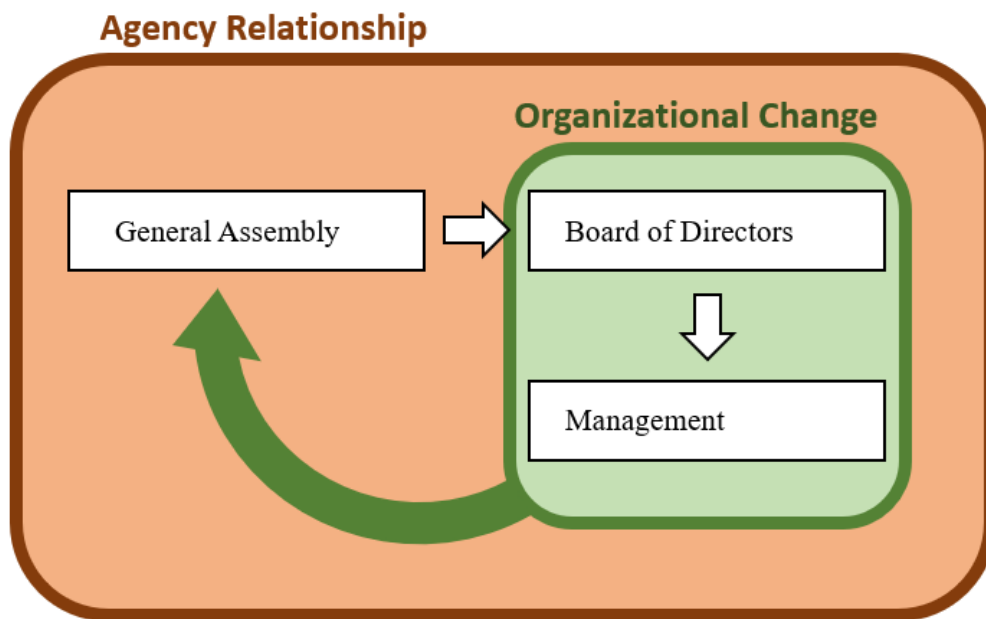 Agency Relationship
Organizational Change
General Assembly
Board of Directors
Management